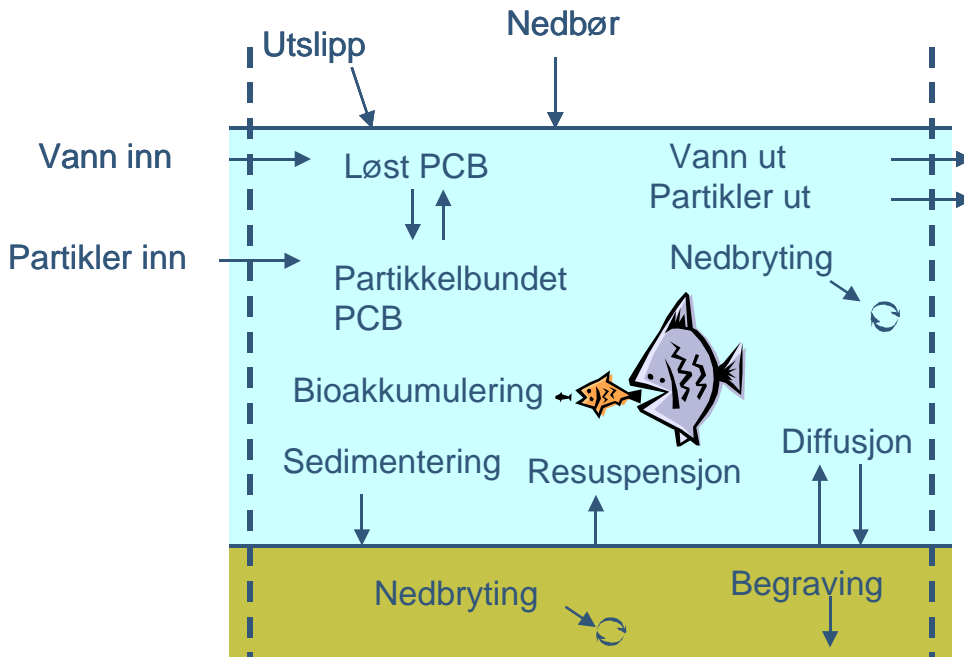 Nedbør
Utslipp
Vann inn
Løst PCB
Vann ut
Partikler ut
Partikler inn
Nedbryting
Partikkelbundet
PCB
Bioakkumulering
Diffusjon
Sedimentering
Resuspensjon
Nedbryting
Begraving